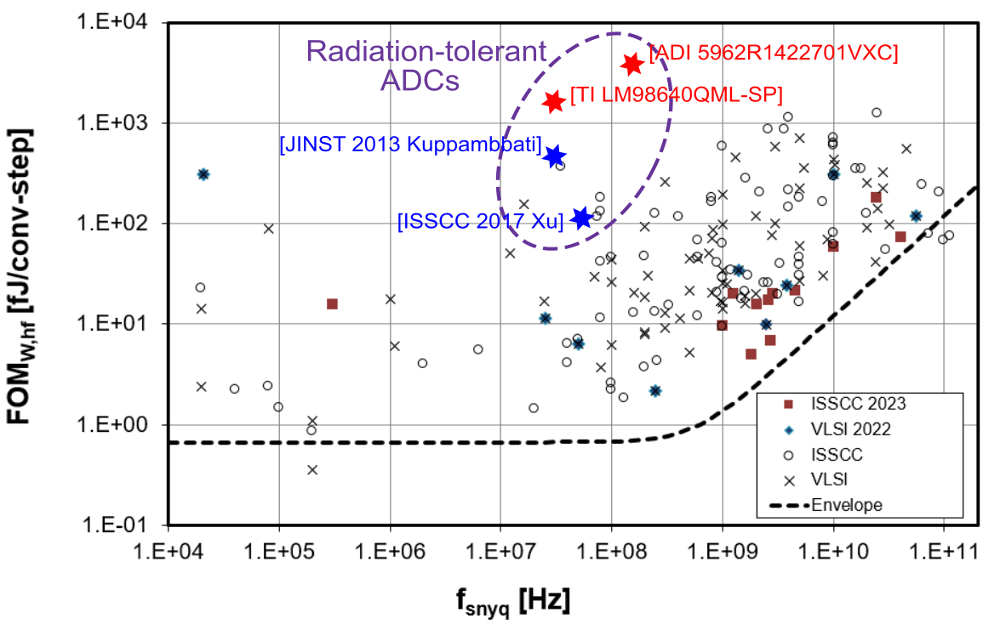 1.E+04
1.E+03
1.E+02
1.E+01
1.E+00
1.E-01
FOMW,hf [fJ/conv-step]
Radiation-tolerant
ADCs
[ADI 5962R1422701VXC]
[TI LM98640QML-SP]
[JINST 2013 Kuppambbati]
[ISSCC 2017 Xu]
ISSCC 2023
VLSI 2022
ISSCC
VLSI
Envelope
1.E+04 1.E+05 1.E+06 1.E+07 1.E+08 1.E+09 1.E+10 1.E+11
fsnyq [Hz]